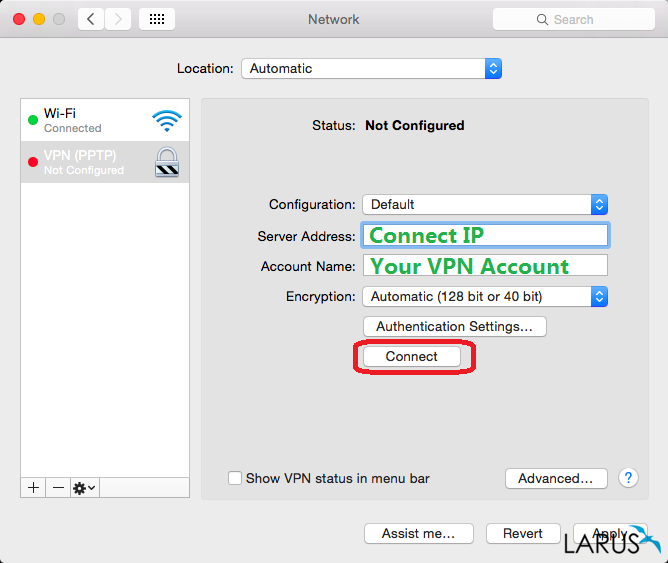 Network
Search
Location: Automatic
Wi-Fi
Connected
VPN (PPTP)
Not Configured
Status: Not Configured
Configuration: Default
Server Address: Connect IP
Account Name: Your VPN Account
Encryption: Automatic (128 bit or 40 bit)
Authentication Settings...
Connect
Show VPN status in menu bar
Advanced...
?
Assist me...
Revert
Apply
LARUS